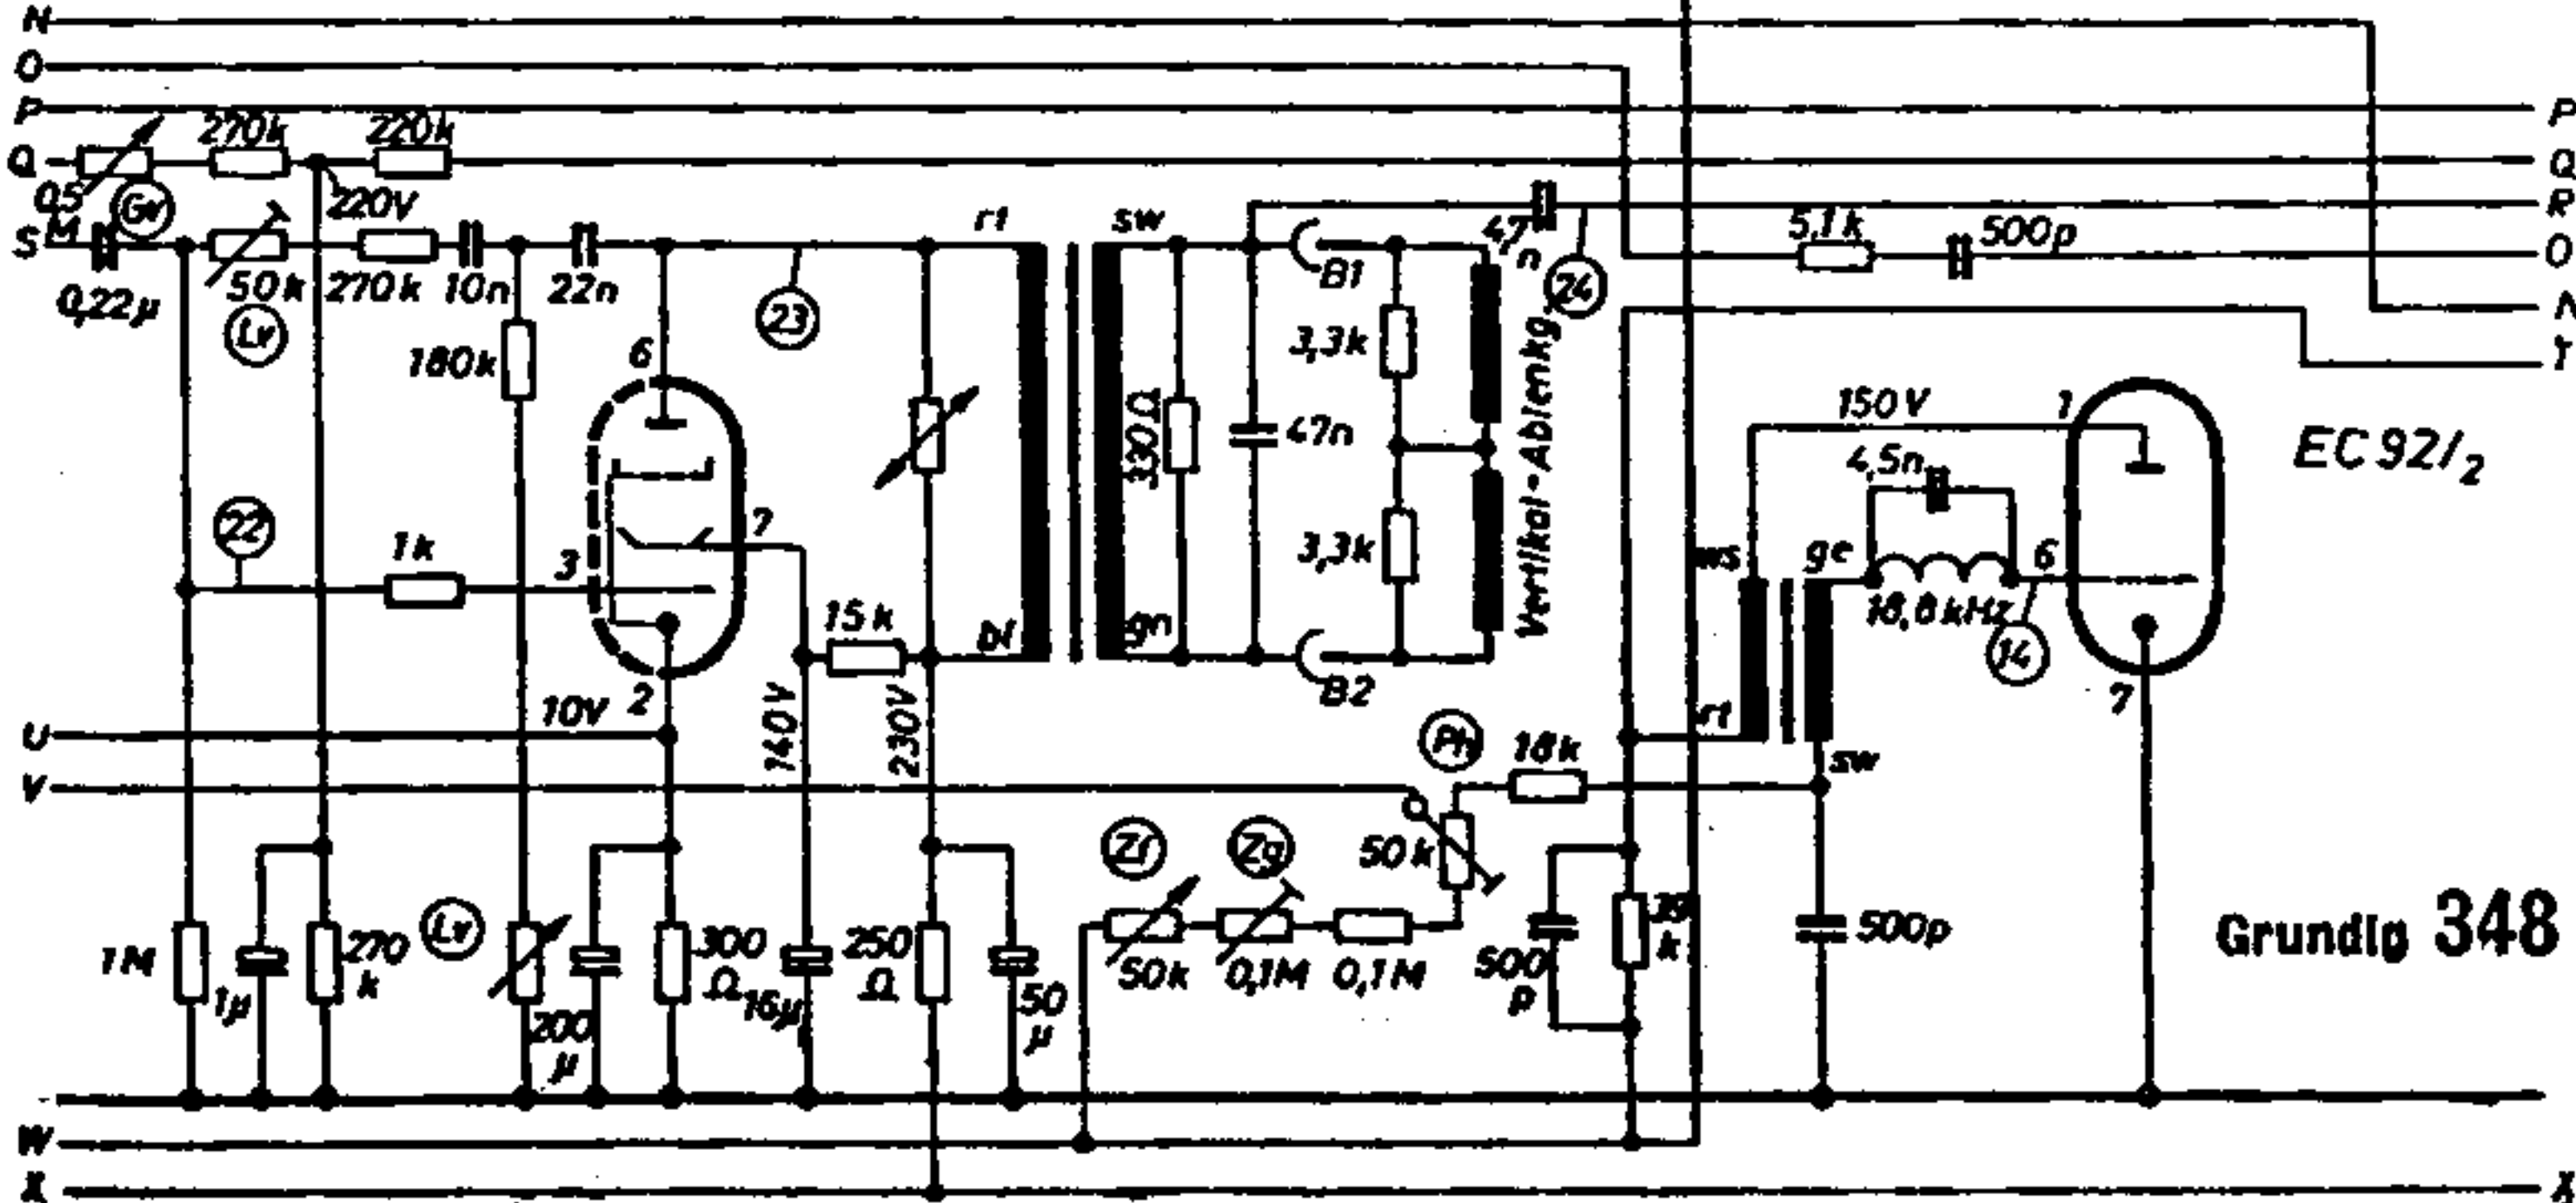 N
O
P
P
270k
220k
Q
Q
0,5
M
Gv
220V
R
S
0,22µ
50k
Lv
270k
10n
22n
23
rt
sw
B1
47
n
24
5,1k
500p
O
N
T
180k
6
3,3k
330Ω
47n
Vertikal-Ablenkg.
150V
1
EC 92/2
4,5n
22
1k
3
7
3,3k
ws
ge
6
18,8kHz
14
15k
bl
gn
B2
2
10V
140V
230V
rt
sw
7
U
V
Ph
18k
50k
Zf
Zg
1M
1µ
270
k
Lv
200
µ
300
Ω
16µ
250
Ω
50
µ
50k
0,1M
0,1M
500
p
39
k
500p
Grundig 348
W
X
X